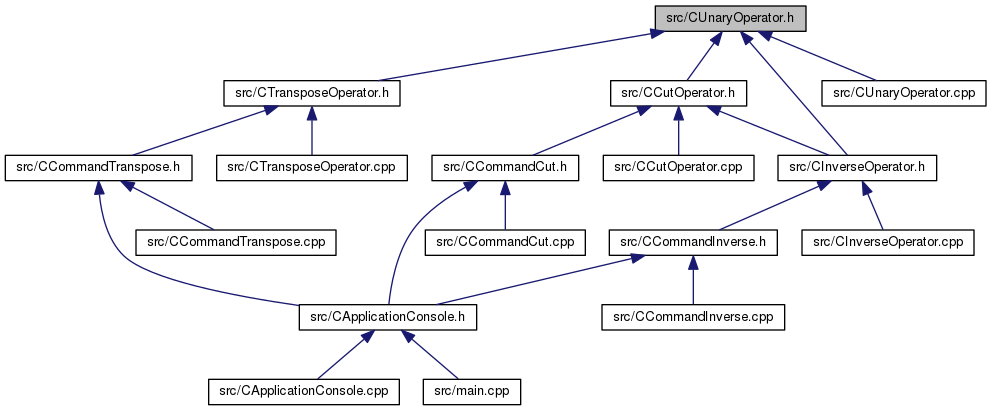 src/CUnaryOperator.h
src/CTransposeOperator.h
src/CCutOperator.h
src/CUnaryOperator.cpp
src/CCommandTranspose.h
src/CTransposeOperator.cpp
src/CCommandCut.h
src/CCutOperator.cpp
src/CInverseOperator.h
src/CCommandTranspose.cpp
src/CCommandCut.cpp
src/CCommandInverse.h
src/CInverseOperator.cpp
src/CApplicationConsole.h
src/CCommandInverse.cpp
src/CApplicationConsole.cpp
src/main.cpp